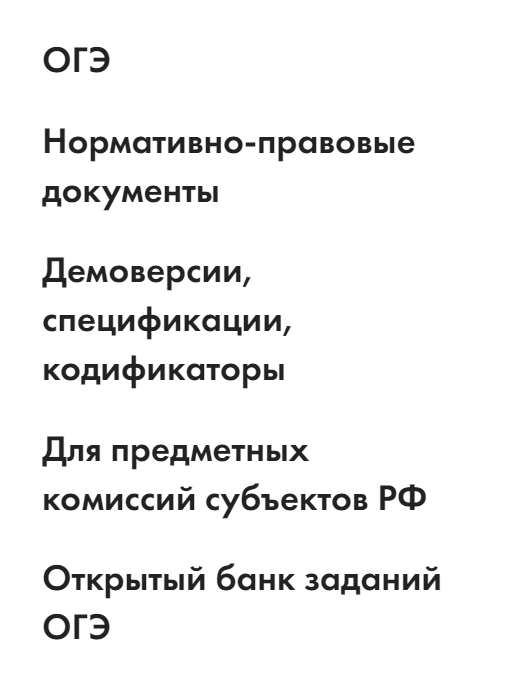 ОГЭ
Нормативно-правовые
документы
Демоверсии,
спецификации,
кодификаторы
Для предметных
комиссий субъектов РФ
Открытый банк заданий
ОГЭ